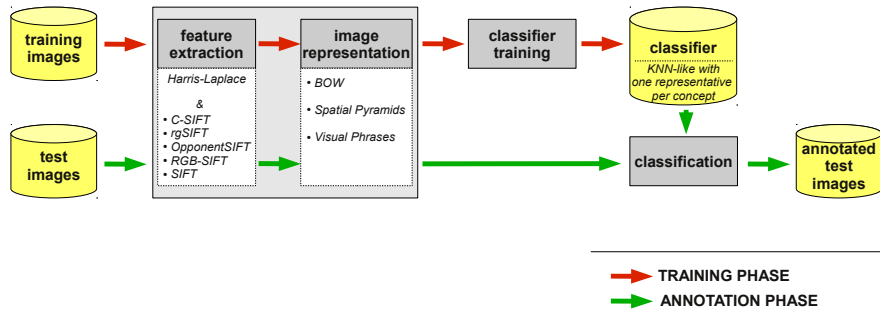 training
images
feature
extraction
Harris-Laplace
&
• C-SIFT
• rgSIFT
• OpponentSIFT
• RGB-SIFT
• SIFT
image
representation
• BOW
• Spatial Pyramids
• Visual Phrases
classifier
training
classifier
KNN-like with
one representative
per concept
test
images
classification
annotated
test
images
TRAINING PHASE
ANNOTATION PHASE